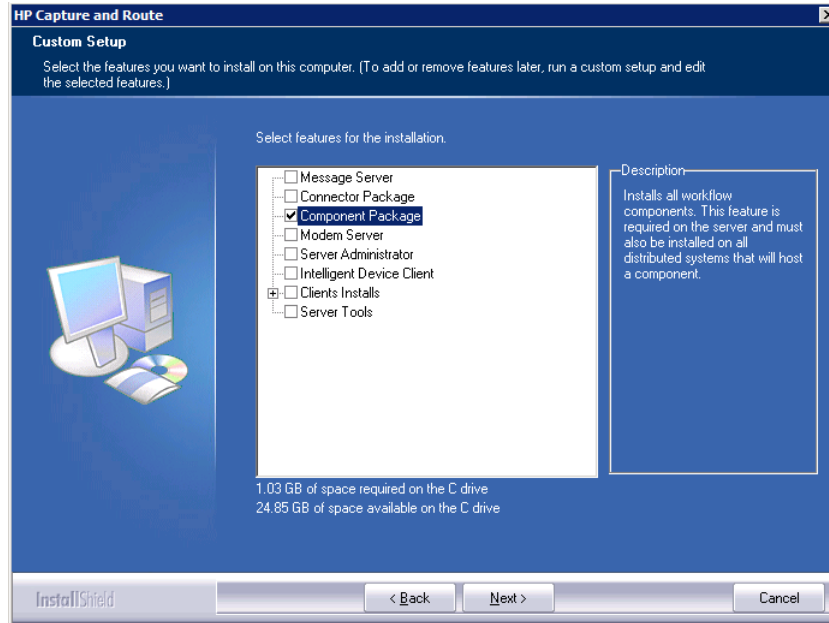 HP Capture and Route
Custom Setup
Select the features you want to install on this computer. (To add or remove features later, run a custom setup and edit
the selected features.)
Select features for the installation.
Message Server
Connector Package
Component Package
Modem Server
Server Administrator
Intelligent Device Client
Clients Installs
Server Tools
Description
Installs all workflow
components. This feature is
required on the server and must
also be installed on all
distributed systems that will host
a component.
1.03 GB of space required on the C drive
24.85 GB of space available on the C drive
InstallShield
< Back
Next >
Cancel